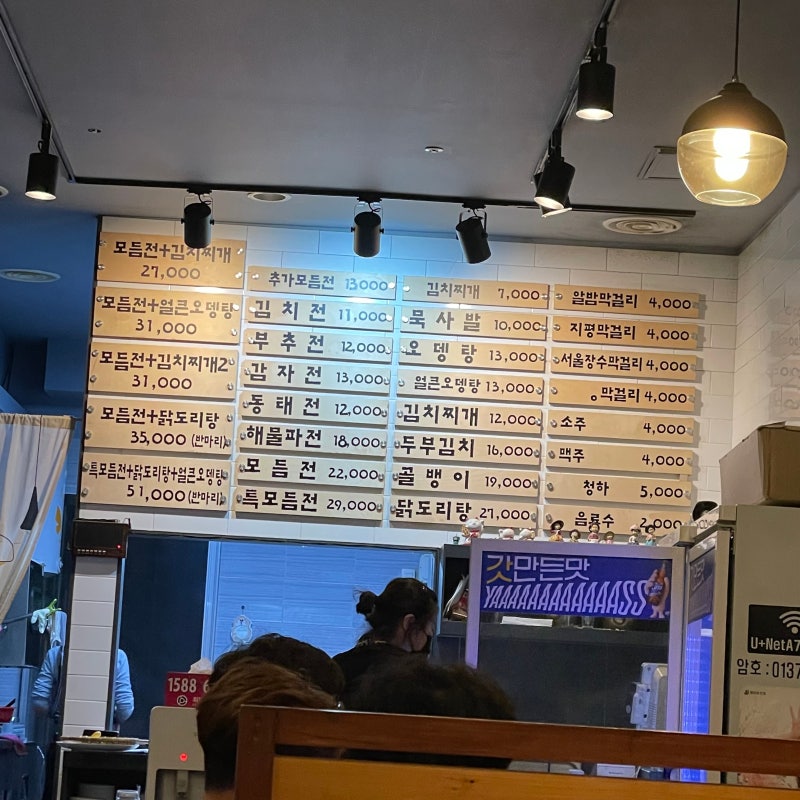 모듬전+김치찌개
27,000
모듬전+얼큰오뎅탕
31,000
모듬전+김치찌개2
31,000
모듬전+닭도리탕
35,000 (반마리)
특모듬전+닭도리탕+얼큰오뎅탕
51,000 (반마리)
추가모듬전 13000
김치전 11,000
부추전 12,000
감자전 13,000
동태전 12,000
해물파전 18,000
모듬전 22,000
특모듬전 29,000
김치찌개 7,000
묵사발 10,000
오뎅탕 13,000
얼큰오뎅탕 13,000
김치찌개 12,000
두부김치 16,000
골뱅이 19,000
닭도리탕 27,000
알밤막걸리 4,000
지평막걸리 4,000
서울장수막걸리 4,000
막걸리 4,000
소주 4,000
맥주 4,000
청하 5,000
음료수 2,000
갓만든맛
YAAAAAAAAAAAAASS
1588
U+NetA7
암호:0137